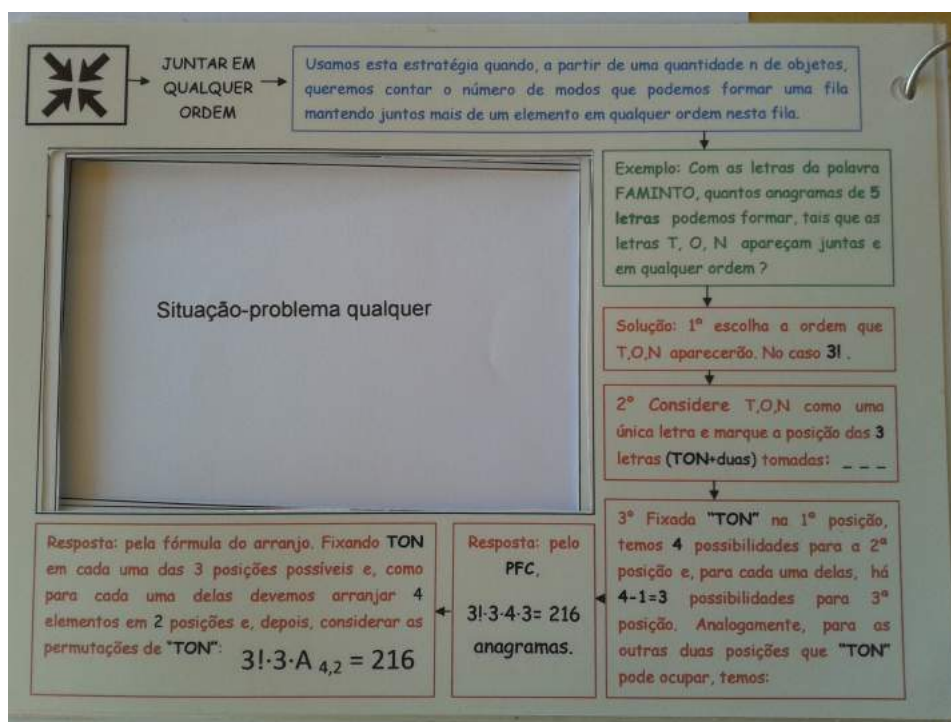 JUNTAR EM
QUALQUER
ORDEM
Usamos esta estratégia quando, a partir de uma quantidade n de objetos,
queremos contar o número de modos que podemos formar uma fila
mantendo juntos mais de um elemento em qualquer ordem nesta fila.
Exemplo: Com as letras da palavra
FAMINTO, quantos anagramas de 5
letras podemos formar, tais que as
letras T, O, N apareçam juntas e
em qualquer ordem ?
Situação-problema qualquer
Solução: 1º escolha a ordem que
T,O,N aparecerão. No caso 3! .
2º Considere T,O,N como uma
única letra e marque a posição das 3
letras (TON+duas) tomadas: _ _ _
3º Fixada "TON" na 1ª posição,
temos 4 possibilidades para a 2ª
posição e, para cada uma delas, há
4-1=3 possibilidades para 3ª
posição. Analogamente, para as
outras duas posições que "TON"
pode ocupar, temos:
Resposta: pelo
PFC,
3!·3·4·3= 216
anagramas.
Resposta: pela fórmula do arranjo. Fixando TON
em cada uma das 3 posições possíveis e, como
para cada uma delas devemos arranjar 4
elementos em 2 posições e, depois, considerar as
permutações de "TON": 3!·3·A 4,2 = 216